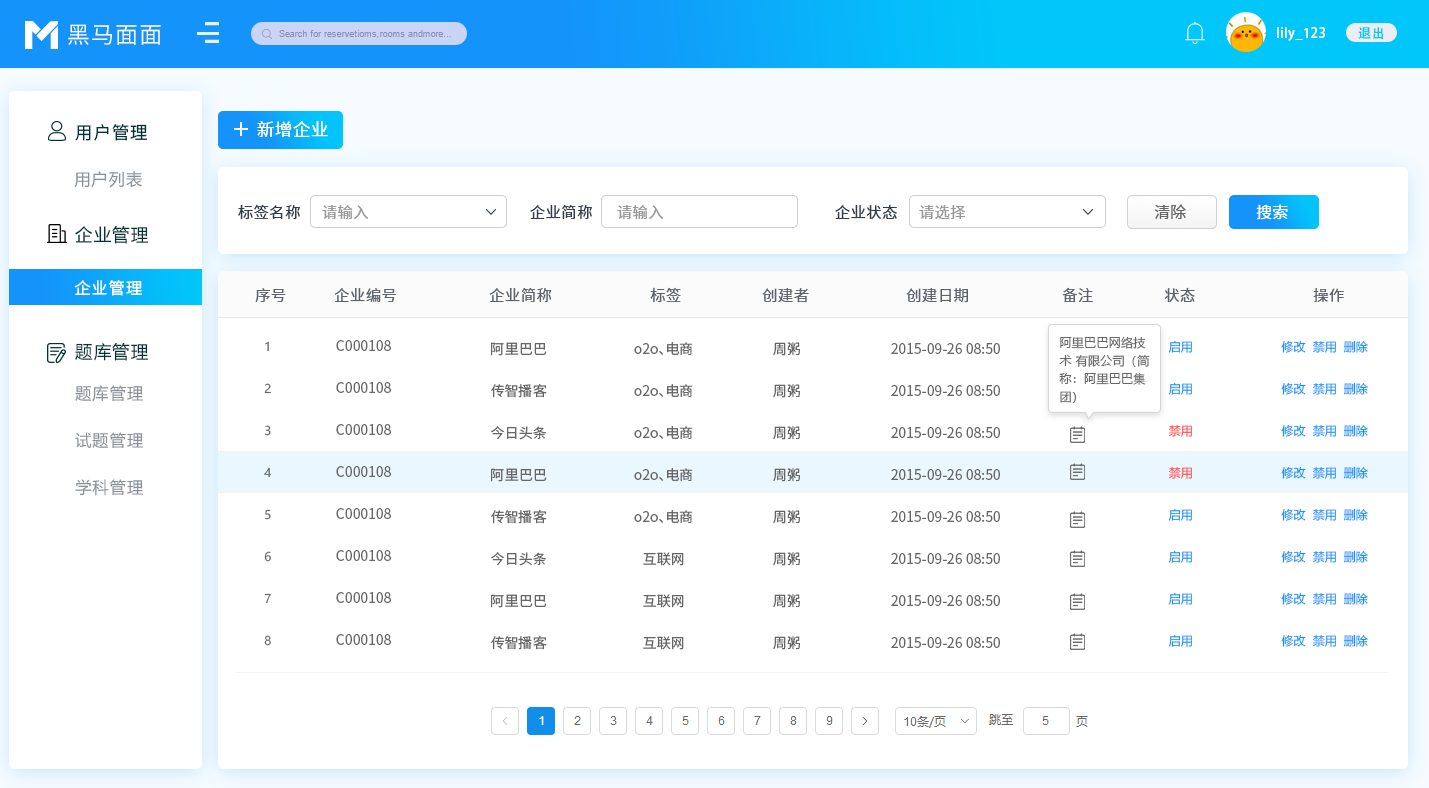 黑马面面
Search for reservetioms,rooms andmore...
lily_123
退出
用户管理
用户列表
企业管理
企业管理
题库管理
题库管理
试题管理
学科管理
新增企业
标签名称 请输入 企业简称 请输入 企业状态 请选择 清除 搜索
序号 企业编号 企业简称 标签 创建者 创建日期 备注 状态 操作
1 C000108 阿里巴巴 o2o、电商 周粥 2015-09-26 08:50 启用 修改 禁用 删除
2 C000108 传智播客 o2o、电商 周粥 2015-09-26 08:50 启用 修改 禁用 删除
3 C000108 今日头条 o2o、电商 周粥 2015-09-26 08:50 禁用 修改 禁用 删除
4 C000108 阿里巴巴 o2o、电商 周粥 2015-09-26 08:50 禁用 修改 禁用 删除
5 C000108 传智播客 o2o、电商 周粥 2015-09-26 08:50 启用 修改 禁用 删除
6 C000108 今日头条 互联网 周粥 2015-09-26 08:50 启用 修改 禁用 删除
7 C000108 阿里巴巴 互联网 周粥 2015-09-26 08:50 启用 修改 禁用 删除
8 C000108 传智播客 互联网 周粥 2015-09-26 08:50 启用 修改 禁用 删除
阿里巴巴网络技
术 有限公司（简
称：阿里巴巴集
团）
1 2 3 4 5 6 7 8 9 10条/页 跳至 5 页